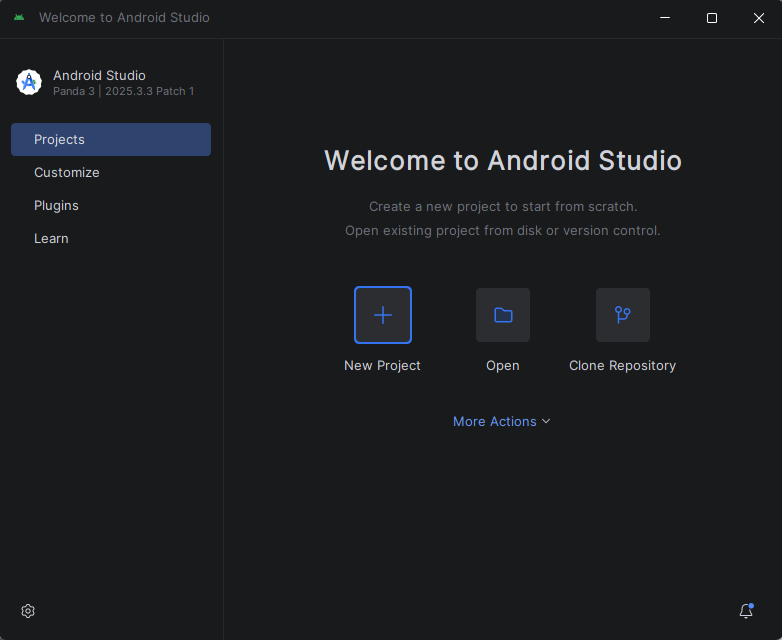 Welcome to Android Studio
Android Studio
Panda 3 | 2025.3.3 Patch 1
Projects
Customize
Plugins
Learn
Welcome to Android Studio
Create a new project to start from scratch.
Open existing project from disk or version control.
New Project
Open
Clone Repository
More Actions